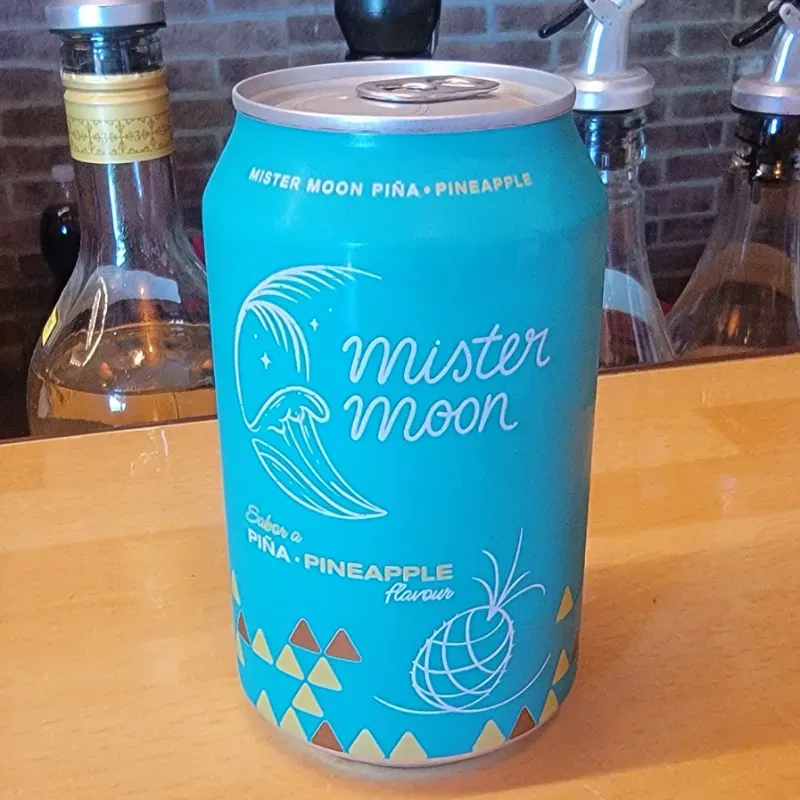 MISTER MOON PIÑA • PINEAPPLE
mister
moon
Sabor a
PIÑA • PINEAPPLE
flavour